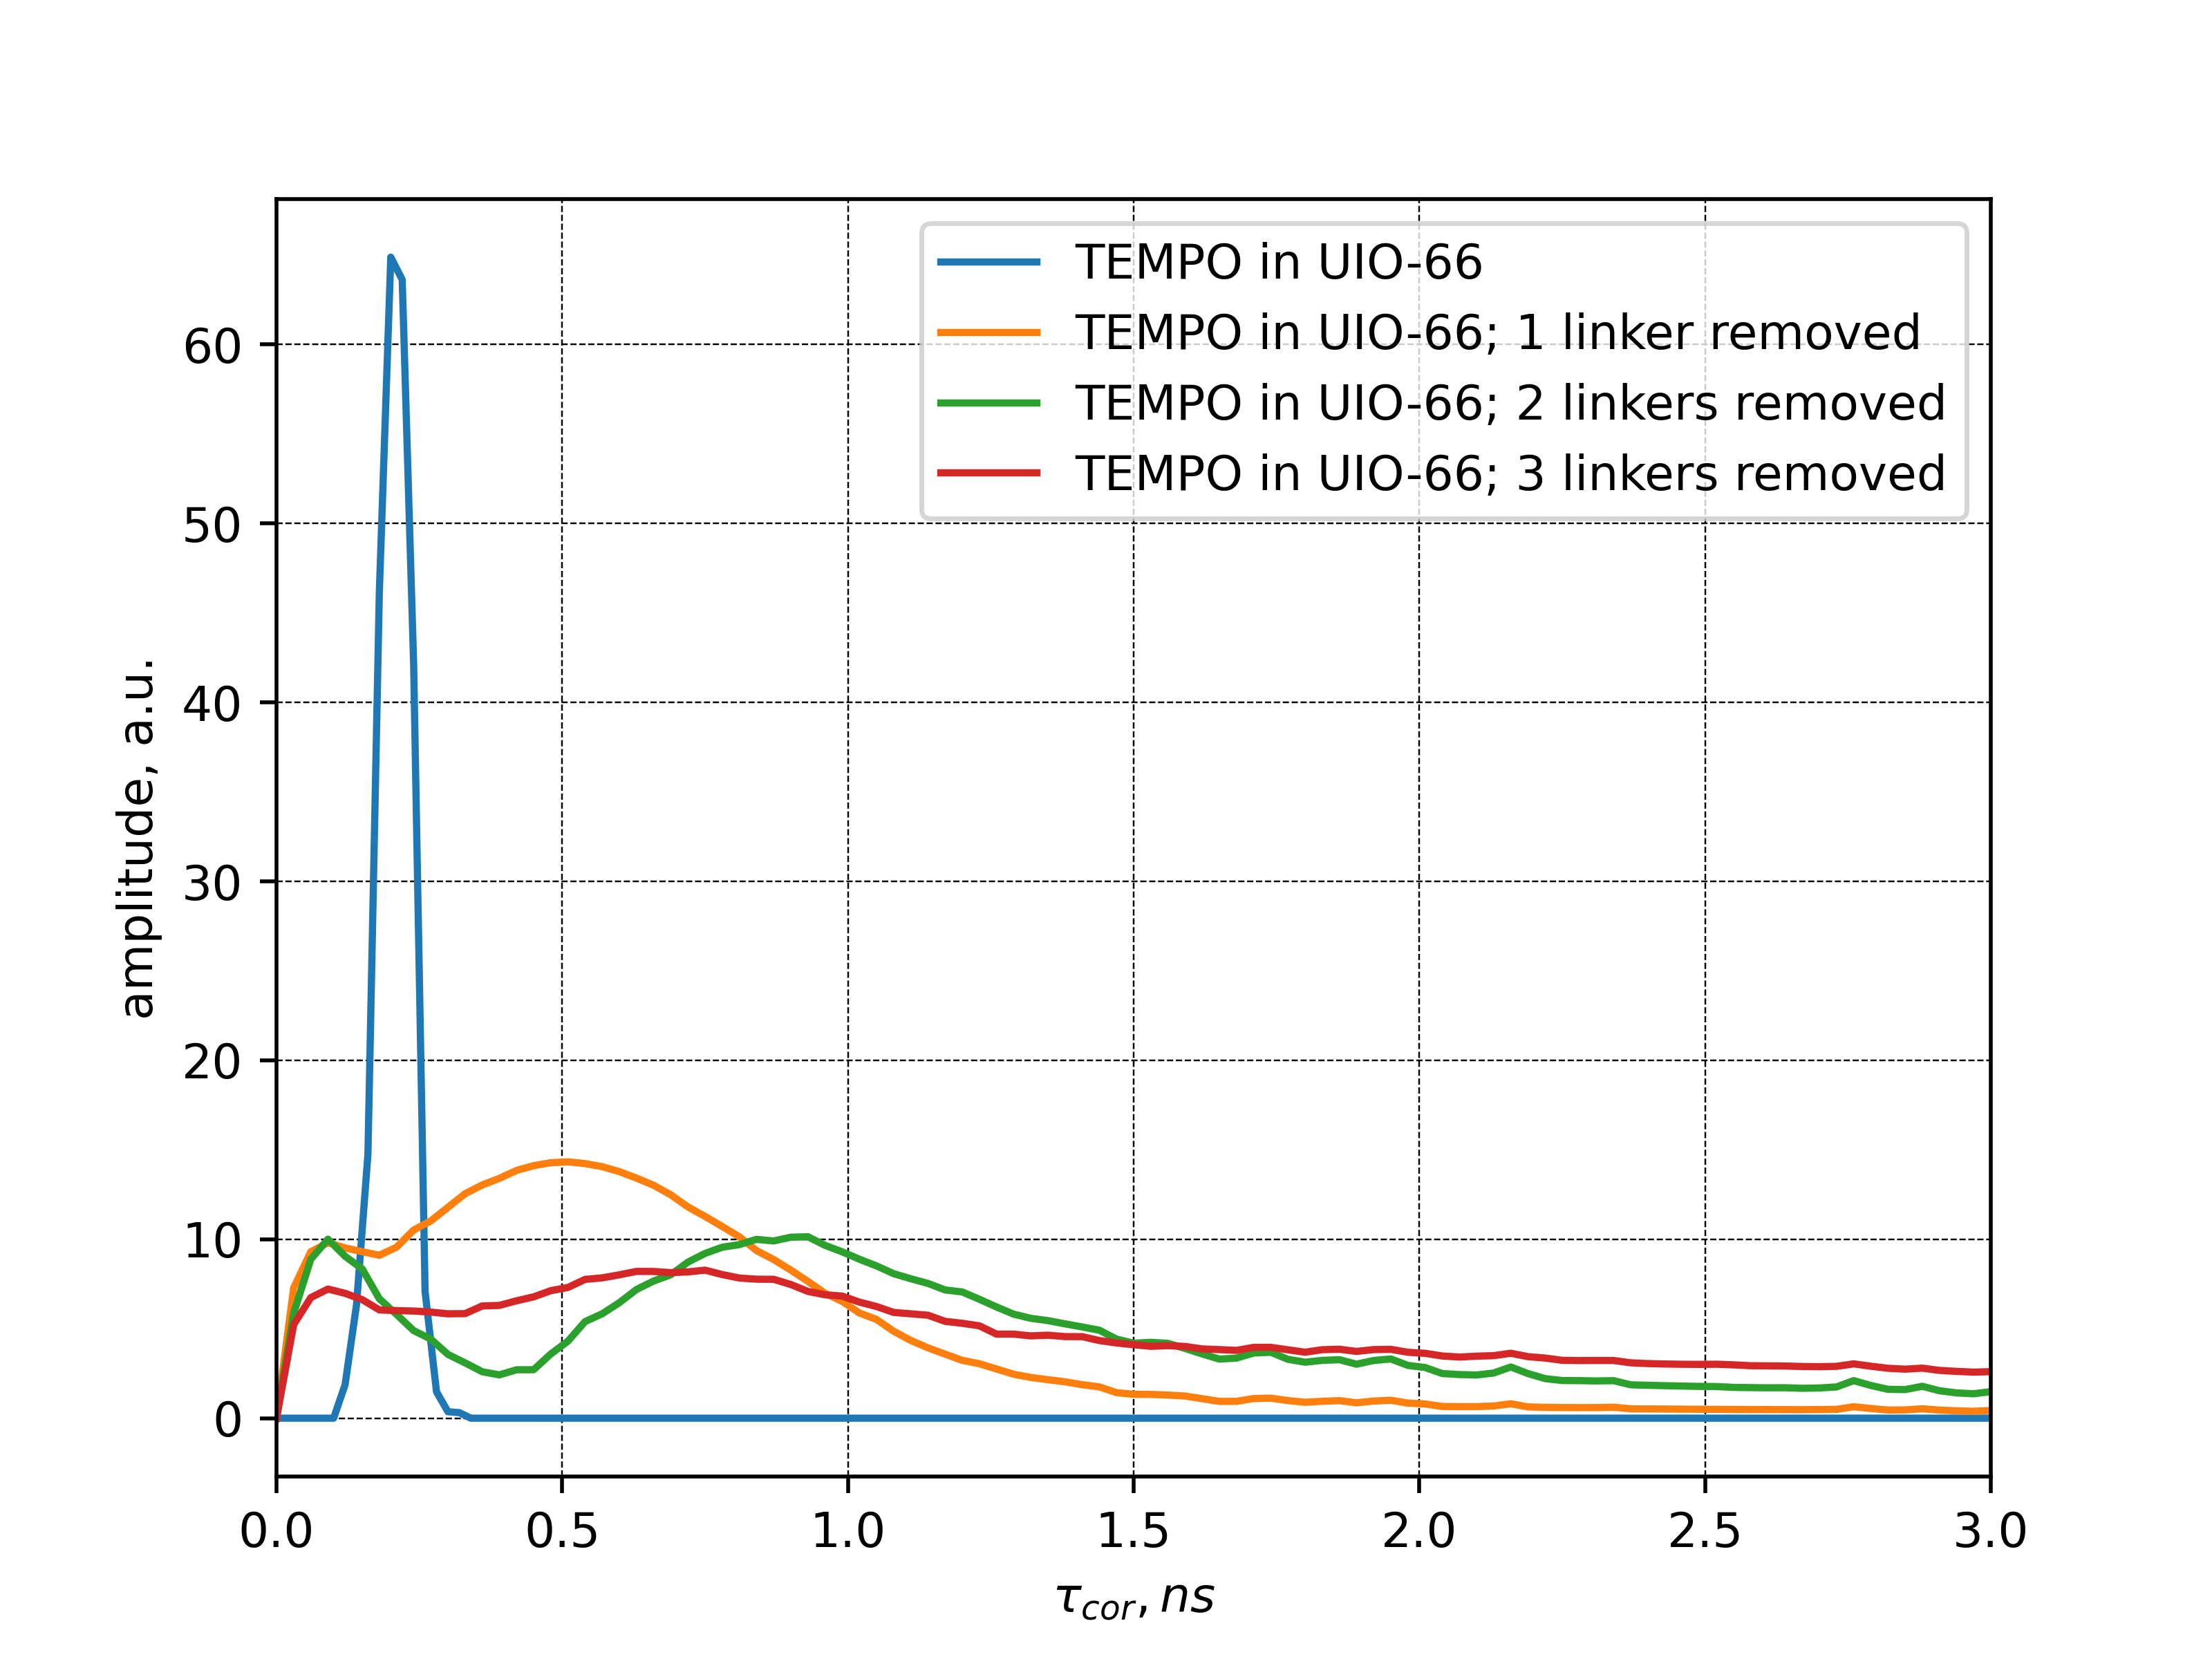 TEMPO in UIO-66
TEMPO in UIO-66; 1 linker removed
TEMPO in UIO-66; 2 linkers removed
TEMPO in UIO-66; 3 linkers removed
amplitude, a.u.
60
50
40
30
20
10
0
0.0 0.5 1.0 1.5 2.0 2.5 3.0
τcor, ns